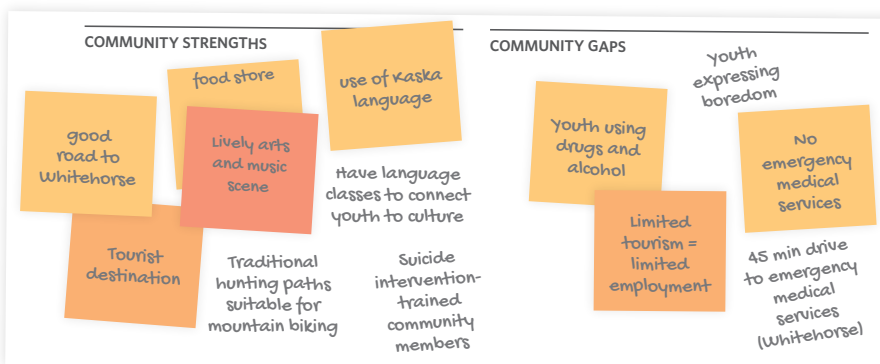 COMMUNITY STRENGTHS
good
road to
Whitehorse
food store
Lively arts
and music
scene
use of Kaska
language
Have language
classes to connect
youth to culture
Tourist
destination
Traditional
hunting paths
suitable for
mountain biking
Suicide
intervention-
trained
community
members
COMMUNITY GAPS
Youth
expressing
boredom
Youth using
drugs and
alcohol
No
emergency
medical
services
Limited
tourism =
limited
employment
45 min drive
to emergency
medical
services
(Whitehorse)